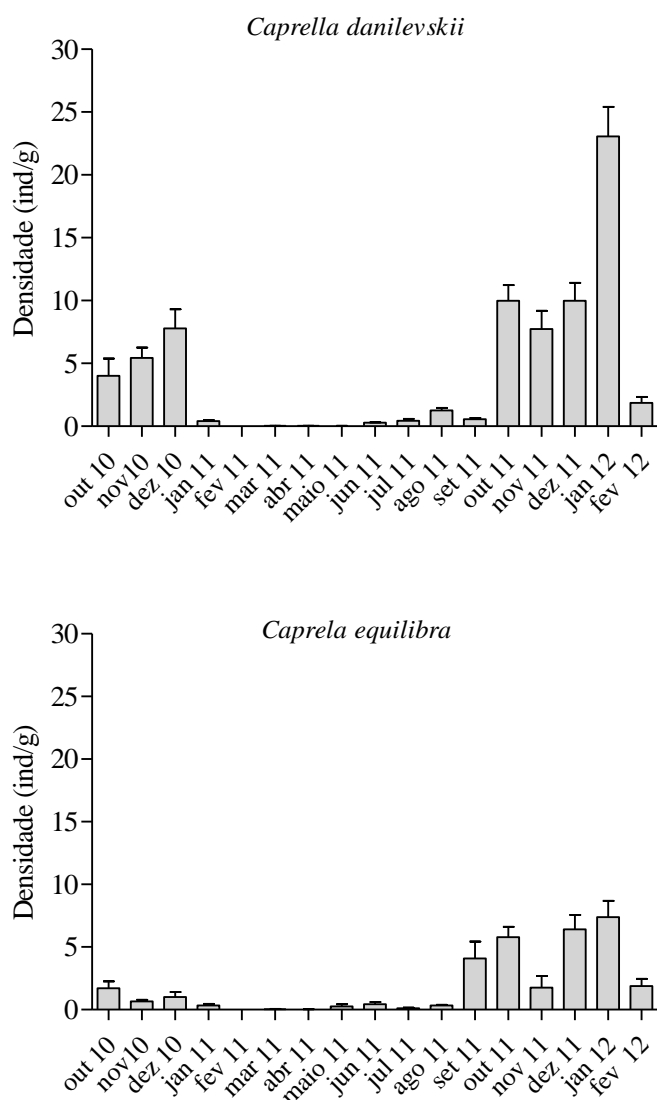 Caprella danilevskii
30
25
20
15
10
5
0
Densidade (ind/g)
out 10
nov10
dez 10
jan 11
fev 11
mar 11
abr 11
maio 11
jun 11
jul 11
ago 11
set 11
out 11
nov 11
dez 11
jan 12
fev 12
Caprela equilibra
30
25
20
15
10
5
0
Densidade (ind/g)
out 10
nov10
dez 10
jan 11
fev 11
mar 11
abr 11
maio 11
jun 11
jul 11
ago 11
set 11
out 11
nov 11
dez 11
jan 12
fev 12